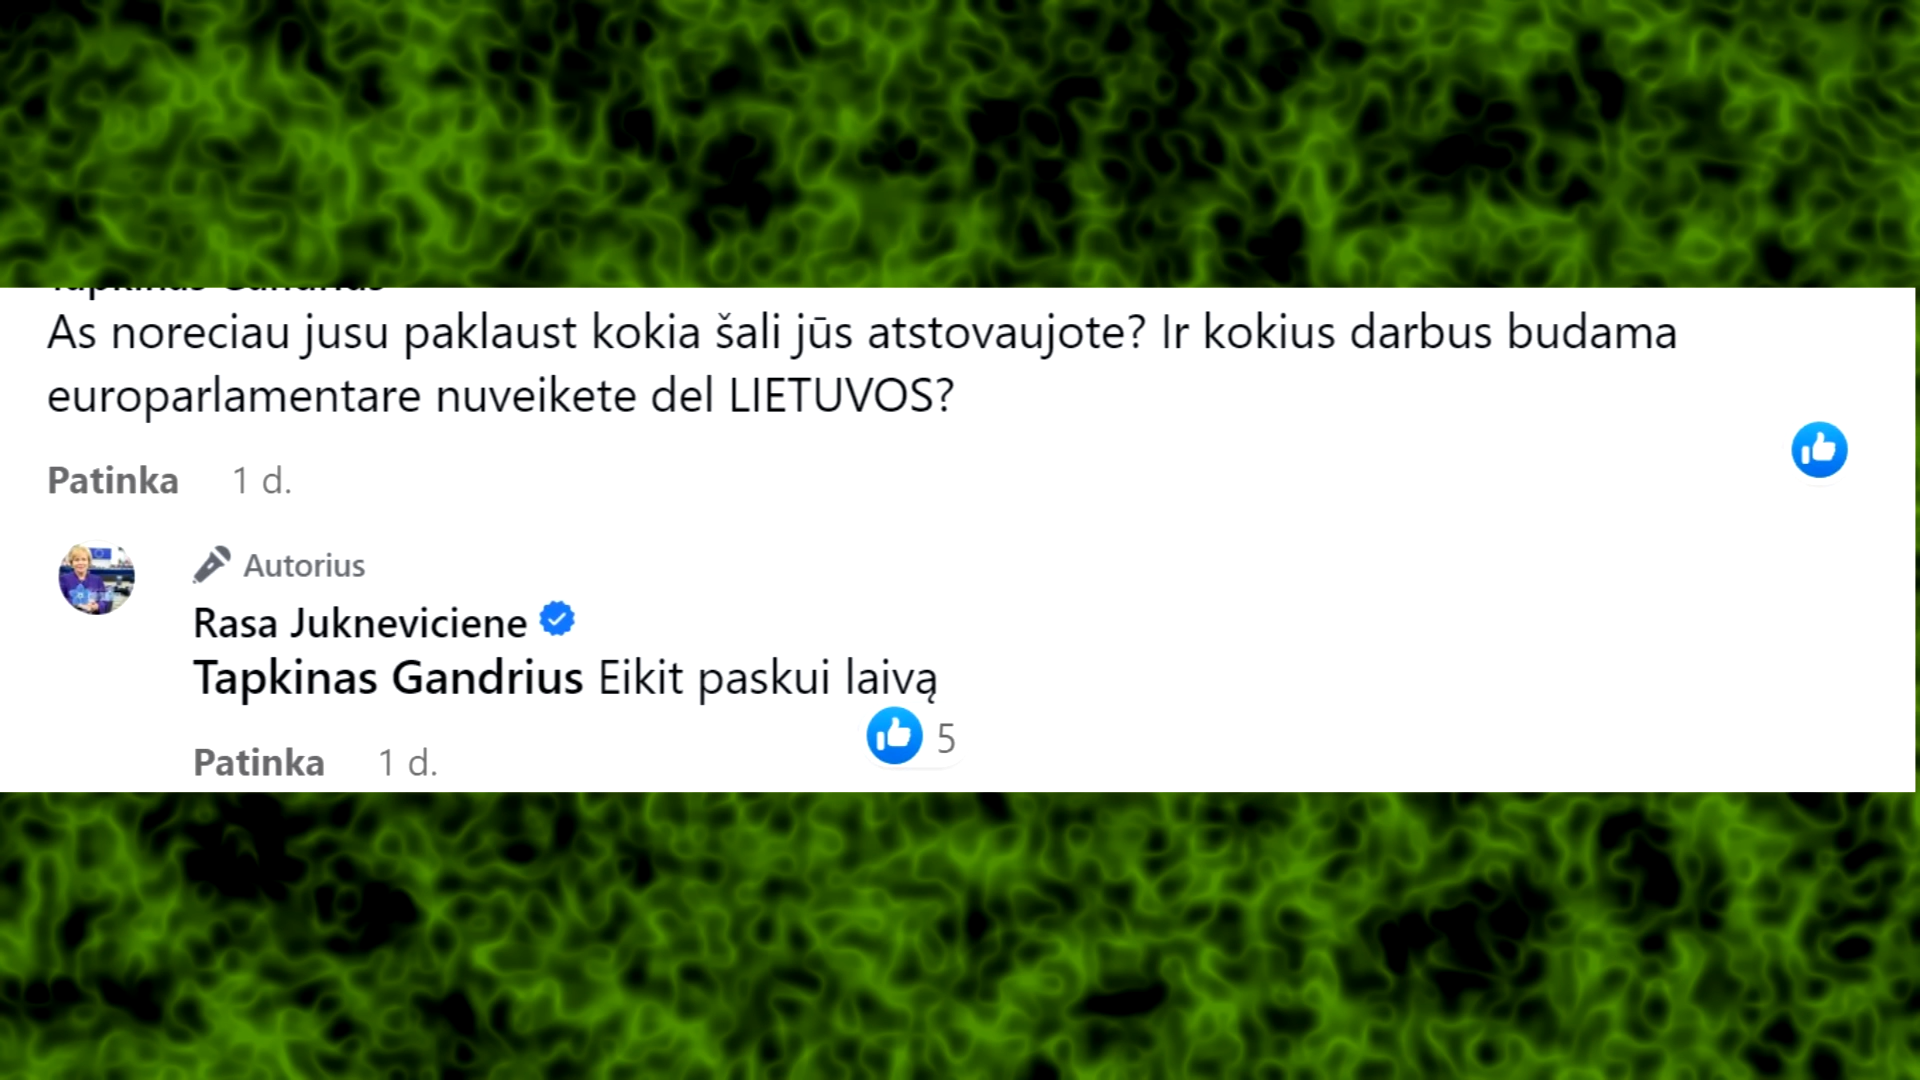 As noreciau jusu paklaust kokia šali jūs atstovaujote? Ir kokius darbus budama
europarlamentare nuveikete del LIETUVOS?
Patinka 1 d.
Autorius
Rasa Jukneviciene
Tapkinas Gandrius Eikit paskui laivą
5
Patinka 1 d.